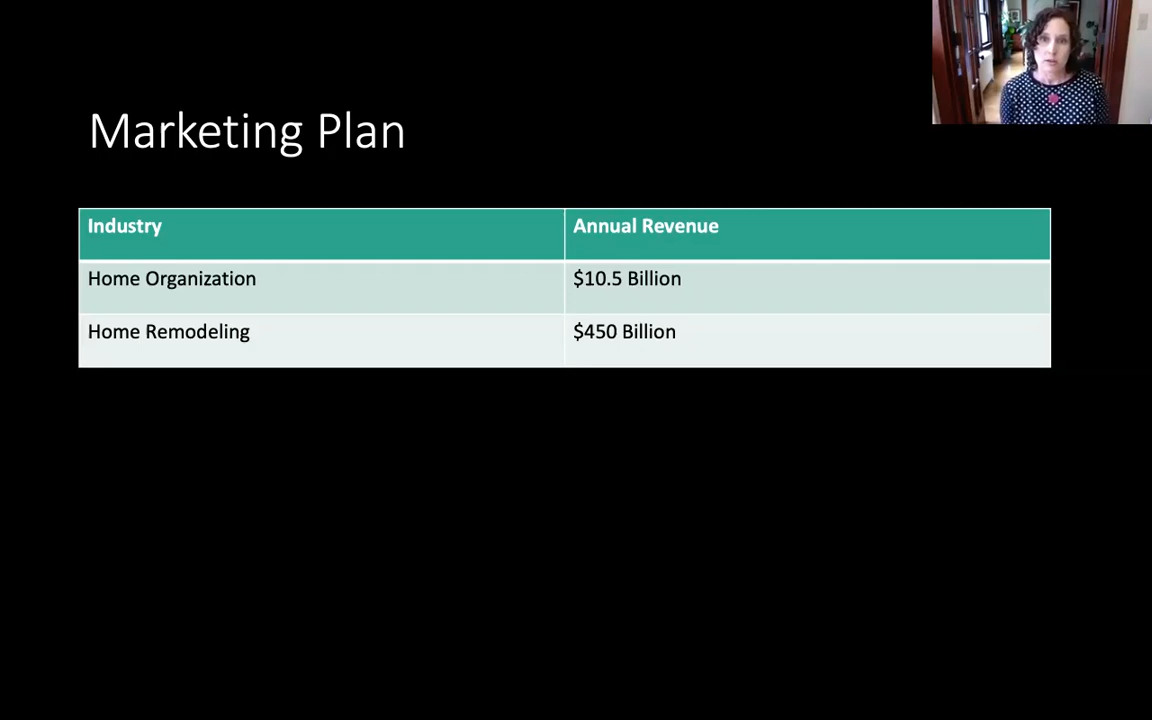 Marketing Plan
Industry Annual Revenue
Home Organization $10.5 Billion
Home Remodeling $450 Billion